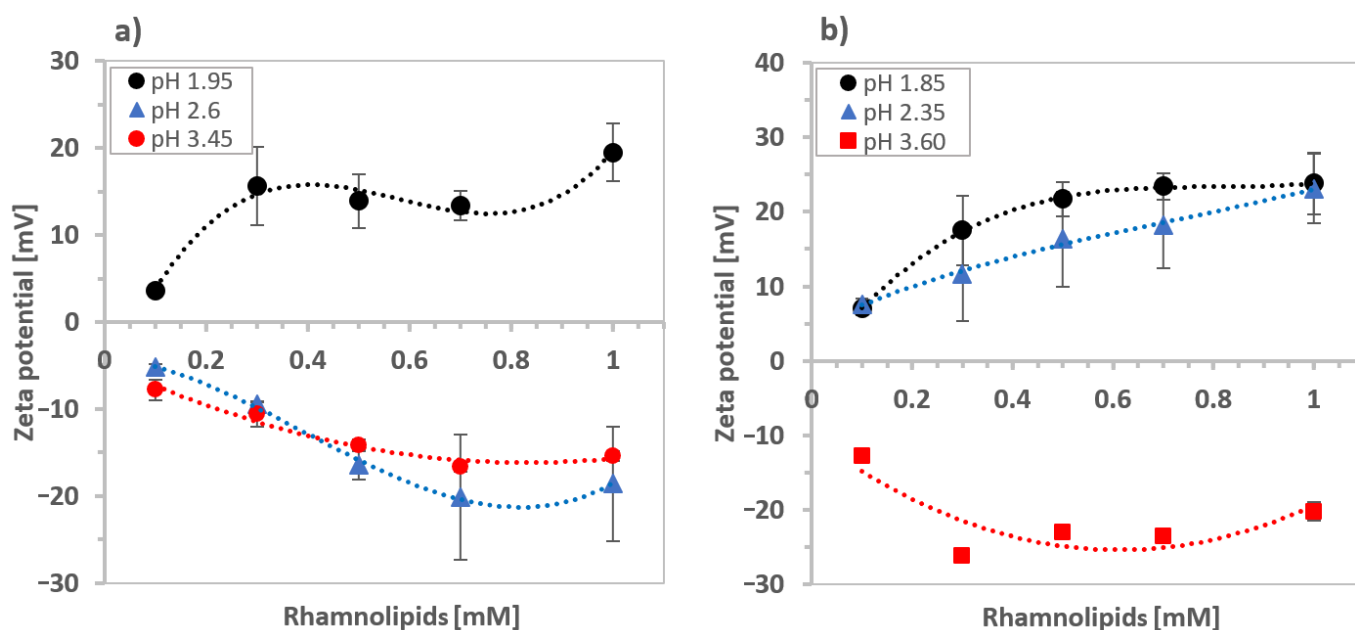 a)
pH 1.95
pH 2.6
pH 3.45
Zeta potential [mV]
30
20
10
0
−10
−20
−30
0 0.2 0.4 0.6 0.8 1
Rhamnolipids [mM]
b)
pH 1.85
pH 2.35
pH 3.60
Zeta potential [mV]
40
30
20
10
0
−10
−20
−30
0 0.2 0.4 0.6 0.8 1
Rhamnolipids [mM]